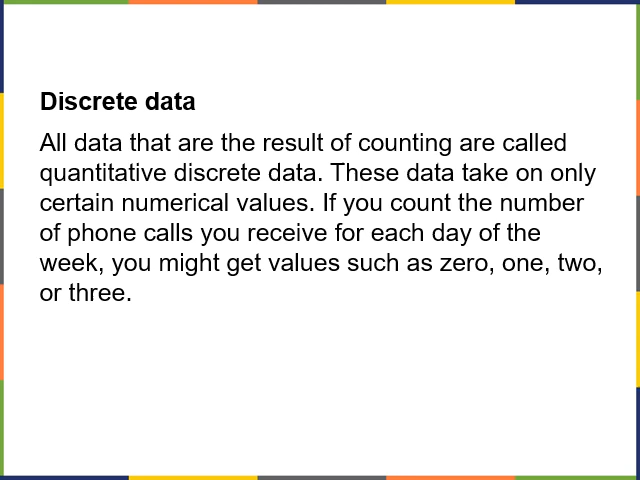 Discrete data
All data that are the result of counting are called
quantitative discrete data. These data take on only
certain numerical values. If you count the number
of phone calls you receive for each day of the
week, you might get values such as zero, one, two,
or three.